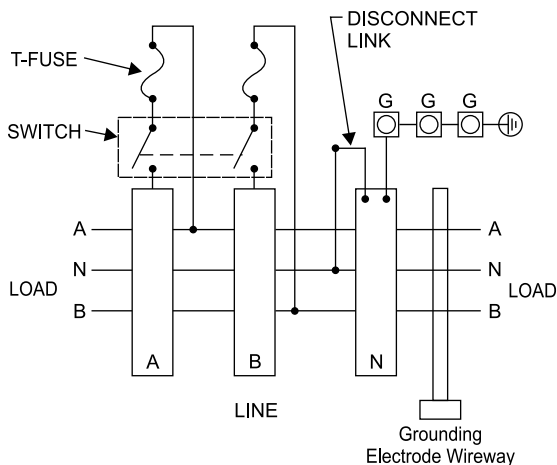 DISCONNECT
LINK
T-FUSE
G G G
SWITCH
A A
N N
LOAD LOAD
B B
A B N
LINE
Grounding
Electrode Wireway